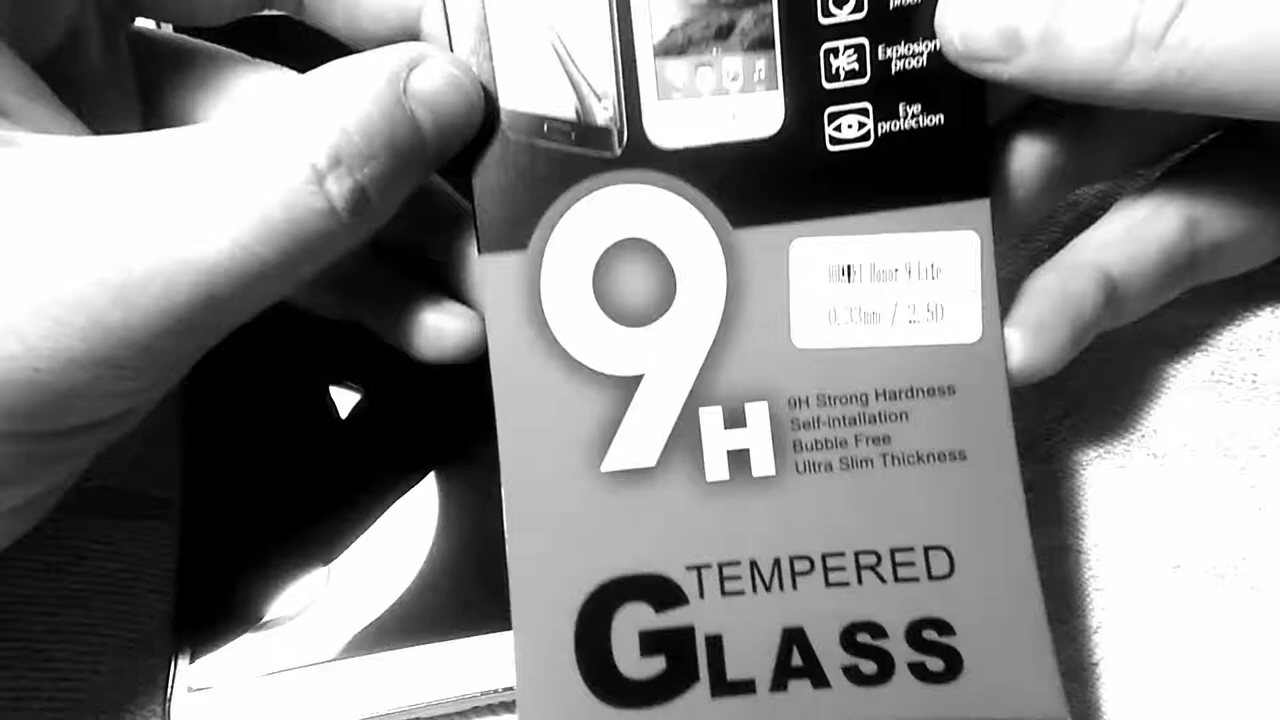 proof
Explosion
proof
Eye
protection
9H
Honor 9 Lite
0.33mm / 2.5D
9H Strong Hardness
Self-intallation
Bubble Free
Ultra Slim Thickness
TEMPERED
GLASS